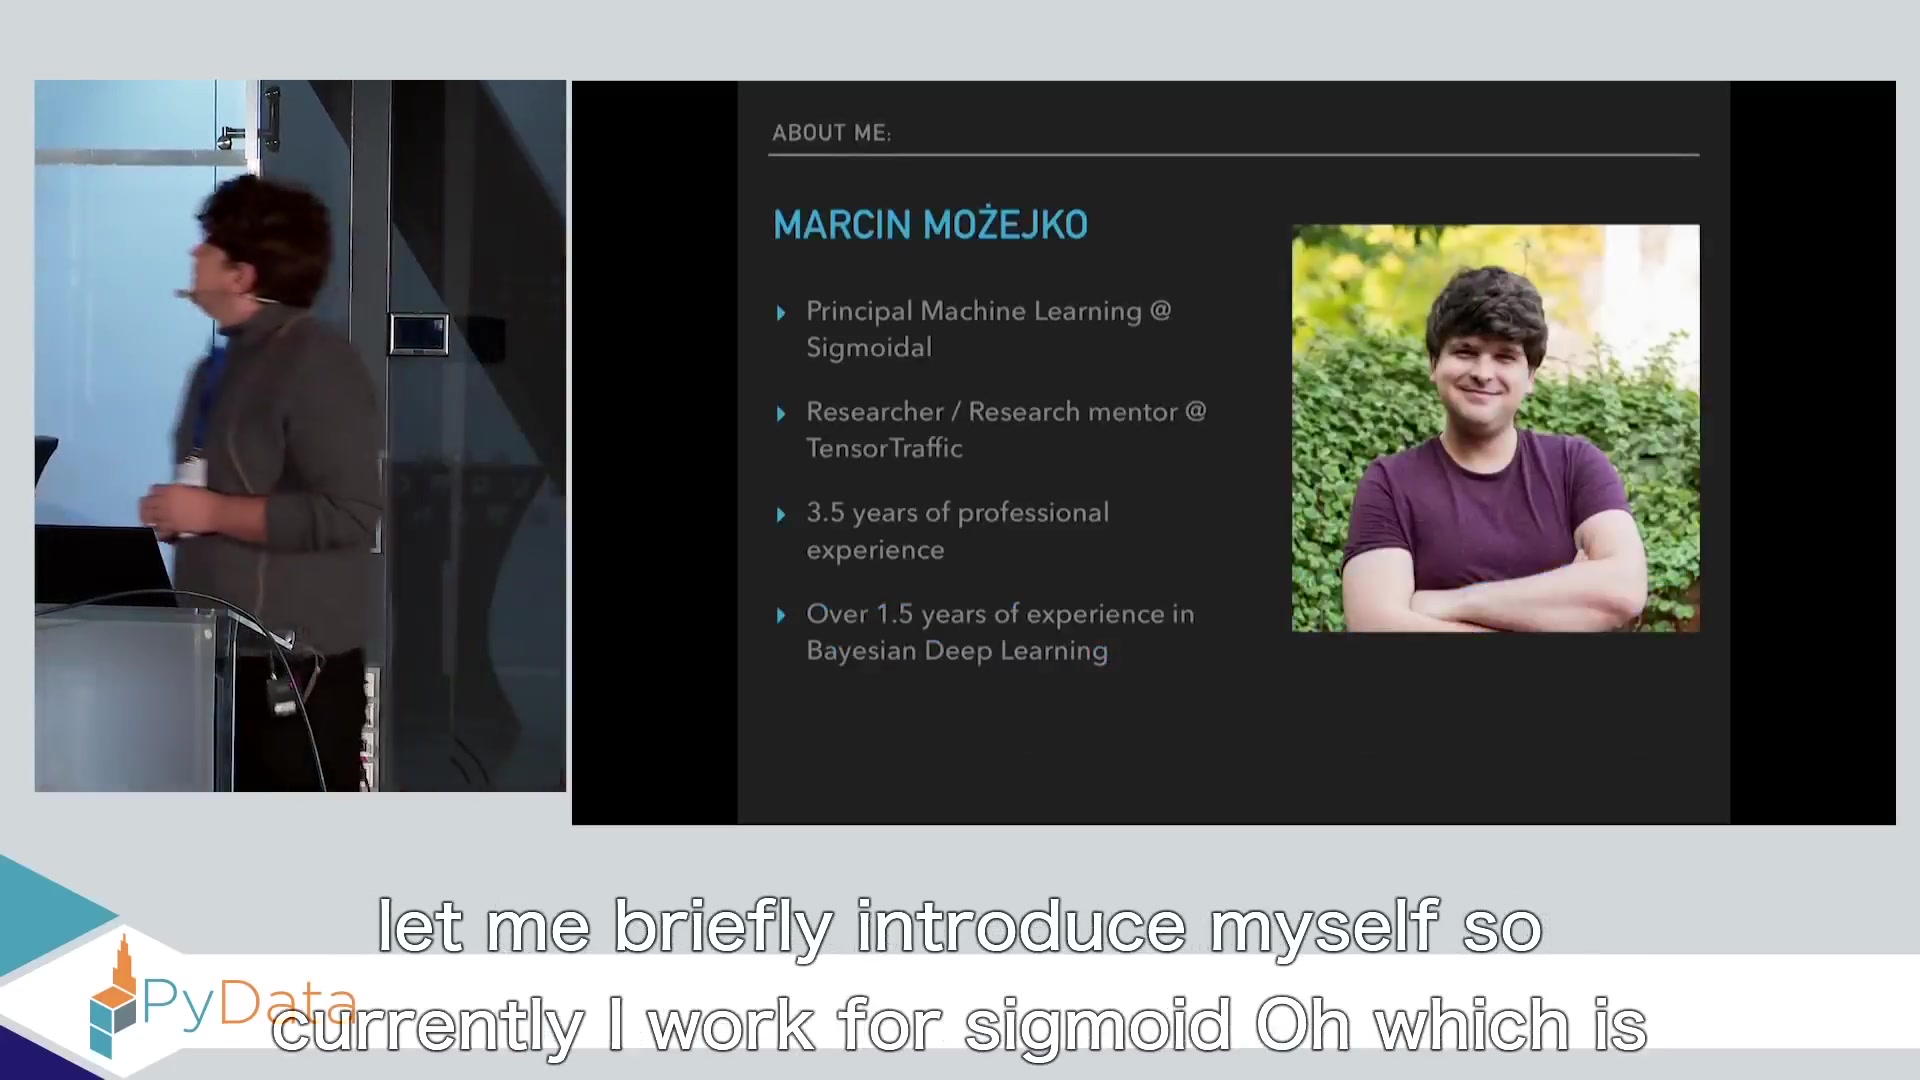 ABOUT ME:
MARCIN MOŻEJKO
Principal Machine Learning @
Sigmoidal
Researcher / Research mentor @
TensorTraffic
3.5 years of professional
experience
Over 1.5 years of experience in
Bayesian Deep Learning
let me briefly introduce myself so
PyData
currently I work for sigmoid Oh which is